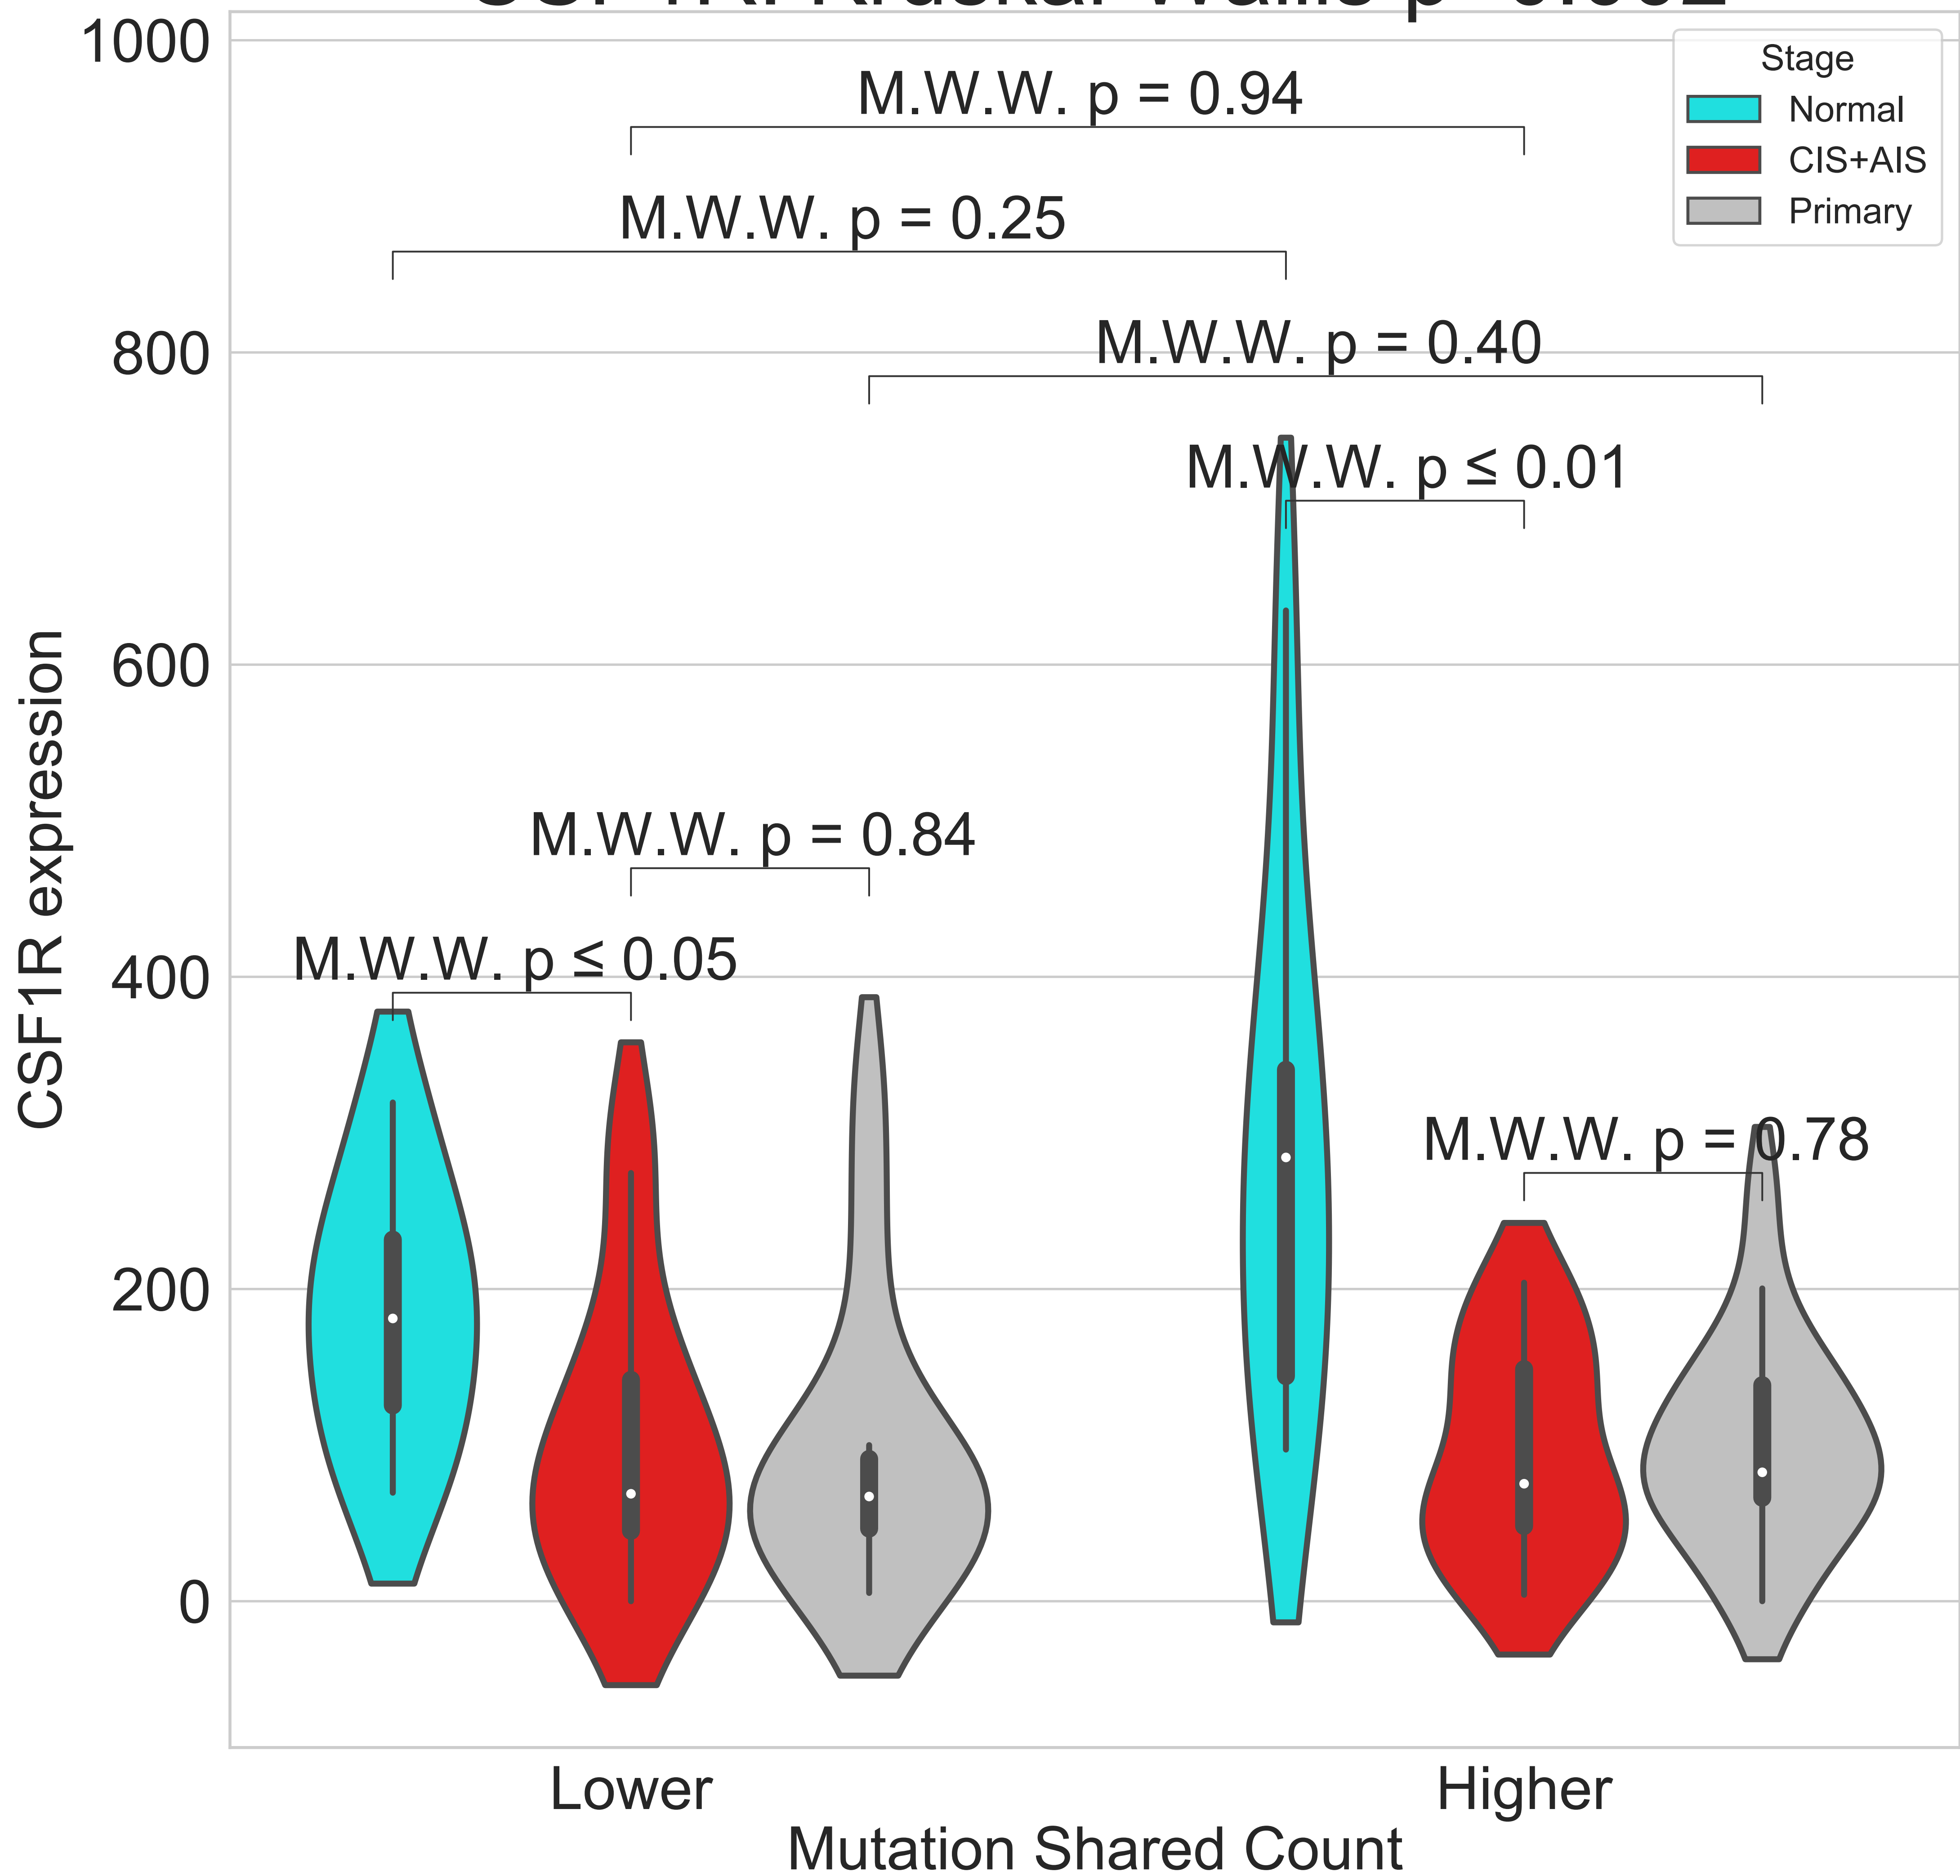 1000
M.W.W. p = 0.94
Stage
Normal
CIS+AIS
Primary
M.W.W. p = 0.25
800
M.W.W. p = 0.40
M.W.W. p ≤ 0.01
600
CSF1R expression
M.W.W. p = 0.84
M.W.W. p ≤ 0.05
400
M.W.W. p = 0.78
200
0
Lower
Higher
Mutation Shared Count